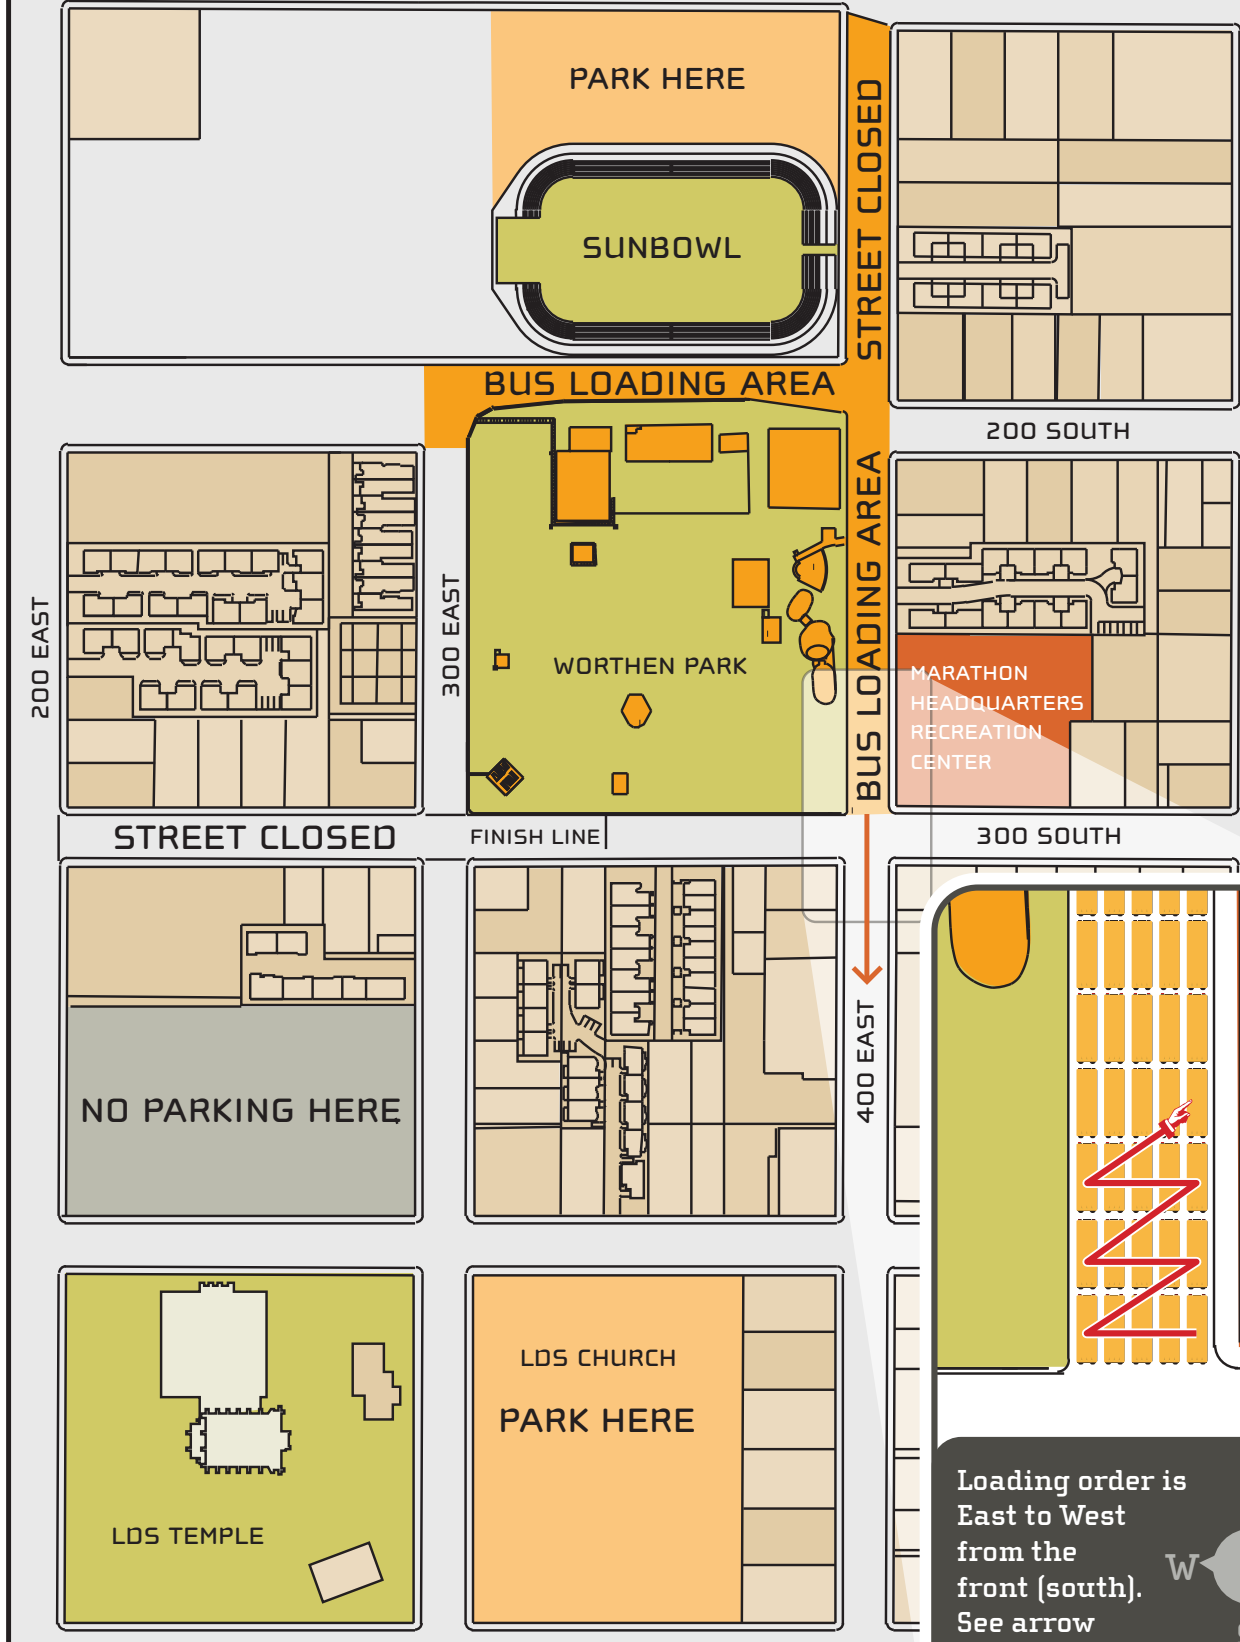 PARK HERE
SUNBOWL
STREET CLOSED
BUS LOADING AREA
200 SOUTH
BUS LOADING AREA
200 EAST
300 EAST
WORTHEN PARK
MARATHON
HEADQUARTERS
RECREATION
CENTER
STREET CLOSED
FINISH LINE
300 SOUTH
400 EAST
NO PARKING HERE
LDS CHURCH
PARK HERE
LDS TEMPLE
Loading order is
East to West
from the
front (south).
See arrow
W